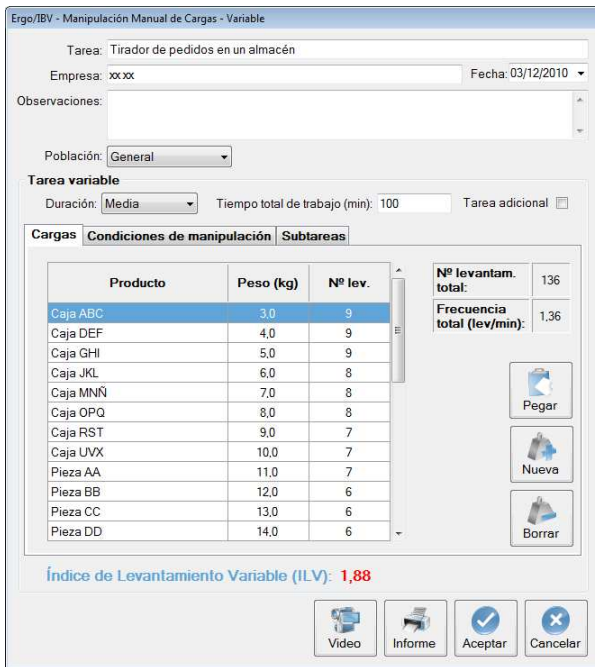 Ergo/IBV - Manipulación Manual de Cargas - Variable
Tarea: Tirador de pedidos en un almacén
Empresa: xx xx Fecha: 03/12/2010
Observaciones:
Población: General
Tarea variable
Duración: Media Tiempo total de trabajo (min): 100 Tarea adicional
Cargas Condiciones de manipulación Subtareas
Producto Peso (kg) Nº lev.
Caja ABC 3,0 9
Caja DEF 4,0 9
Caja GHI 5,0 9
Caja JKL 6,0 8
Caja MNÑ 7,0 8
Caja OPQ 8,0 8
Caja RST 9,0 7
Caja UVX 10,0 7
Pieza AA 11,0 7
Pieza BB 12,0 6
Pieza CC 13,0 6
Pieza DD 14,0 6
Nº levantam. total: 136
Frecuencia total (lev/min): 1,36
Pegar
Nueva
Borrar
Índice de Levantamiento Variable (ILV): 1,88
Video Informe Aceptar Cancelar